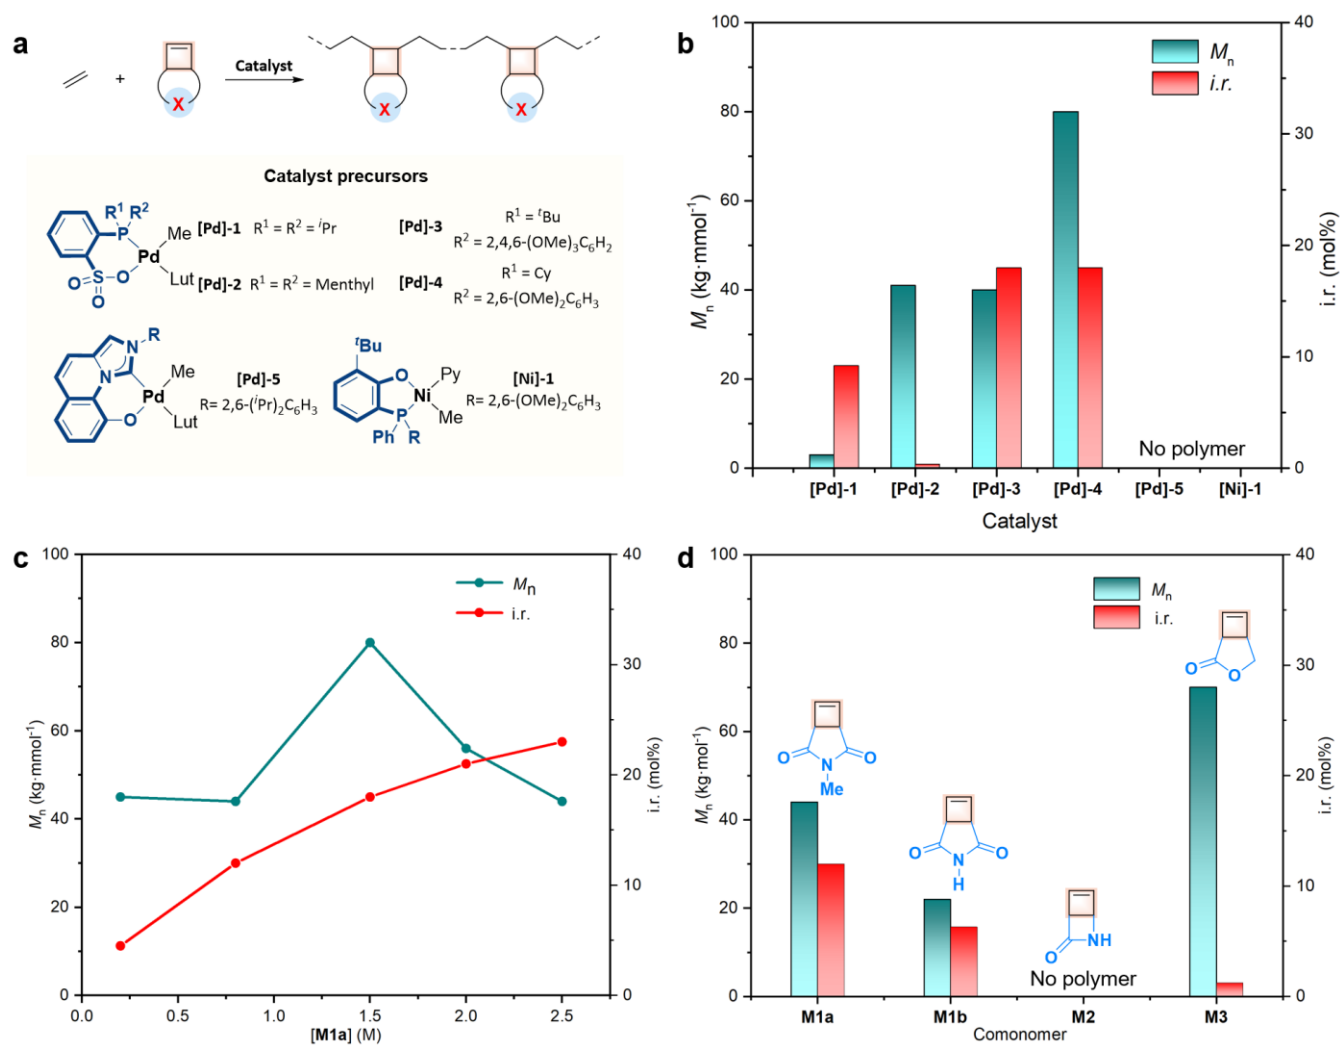 a
+
Catalyst
X
X
X
Catalyst precursors
R¹ R²
P
Me
Pd
S
O
O
O
Lut
[Pd]-1 R¹ = R² = ⁱPr
[Pd]-2 R¹ = R² = Menthyl
[Pd]-3
R¹ = ᵗBu
R² = 2,4,6-(OMe)₃C₆H₂
[Pd]-4
R¹ = Cy
R² = 2,6-(OMe)₂C₆H₃
R
N
N
Me
Pd
O
Lut
[Pd]-5
R= 2,6-(ⁱPr)₂C₆H₃
ᵗBu
O
Py
Ni
P
Me
Ph
R
[Ni]-1
R= 2,6-(OMe)₂C₆H₃
b
Mₙ
i.r.
100
80
60
40
20
0
Mₙ (kg·mmol⁻¹)
40
30
20
10
0
i.r. (mol%)
No polymer
[Pd]-1 [Pd]-2 [Pd]-3 [Pd]-4 [Pd]-5 [Ni]-1
Catalyst
c
Mₙ
i.r.
100
80
60
40
20
0
Mₙ (kg·mmol⁻¹)
40
30
20
10
0
i.r. (mol%)
0.0 0.5 1.0 1.5 2.0 2.5
[M1a] (M)
d
Mₙ
i.r.
100
80
60
40
20
0
Mₙ (kg·mmol⁻¹)
40
30
20
10
0
i.r. (mol%)
O
O
N
Me
O
O
N
H
O
NH
No polymer
O
O
M1a M1b M2 M3
Comonomer